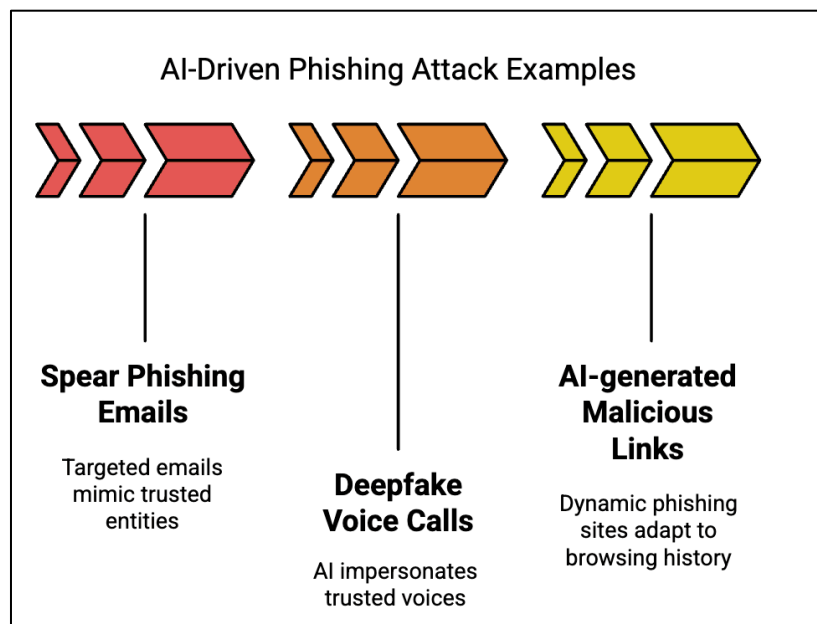 AI-Driven Phishing Attack Examples
Spear Phishing
Emails
Targeted emails
mimic trusted
entities
Deepfake
Voice Calls
AI impersonates
trusted voices
AI-generated
Malicious
Links
Dynamic phishing
sites adapt to
browsing history